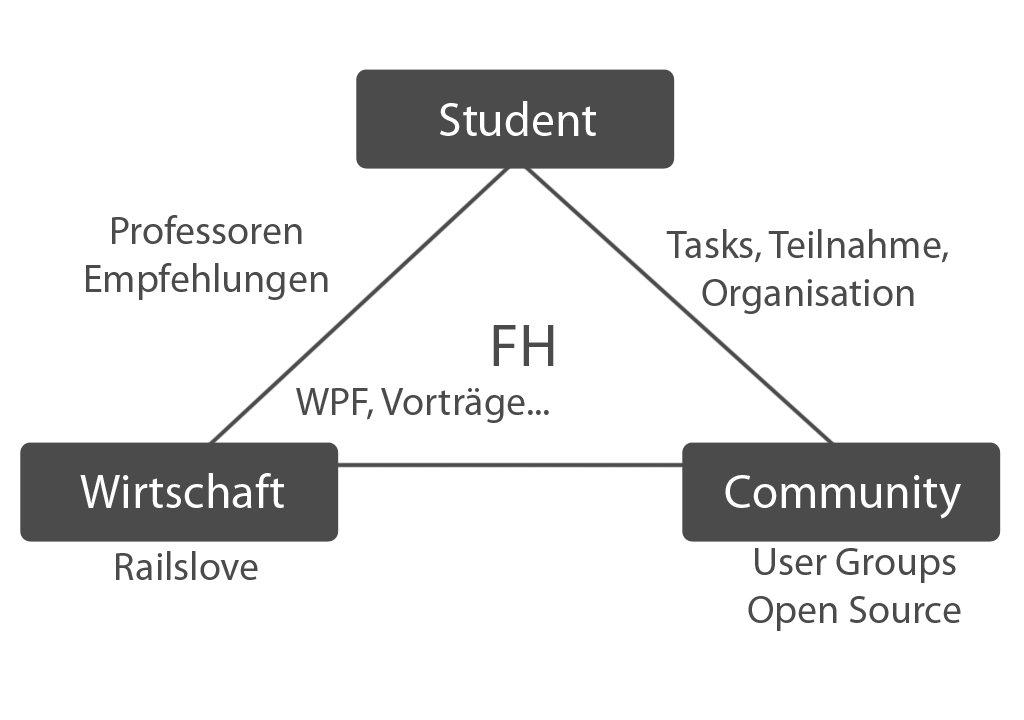 Student
Professoren
Empfehlungen
Tasks, Teilnahme,
Organisation
FH
WPF, Vorträge...
Wirtschaft
Community
Railslove
User Groups
Open Source